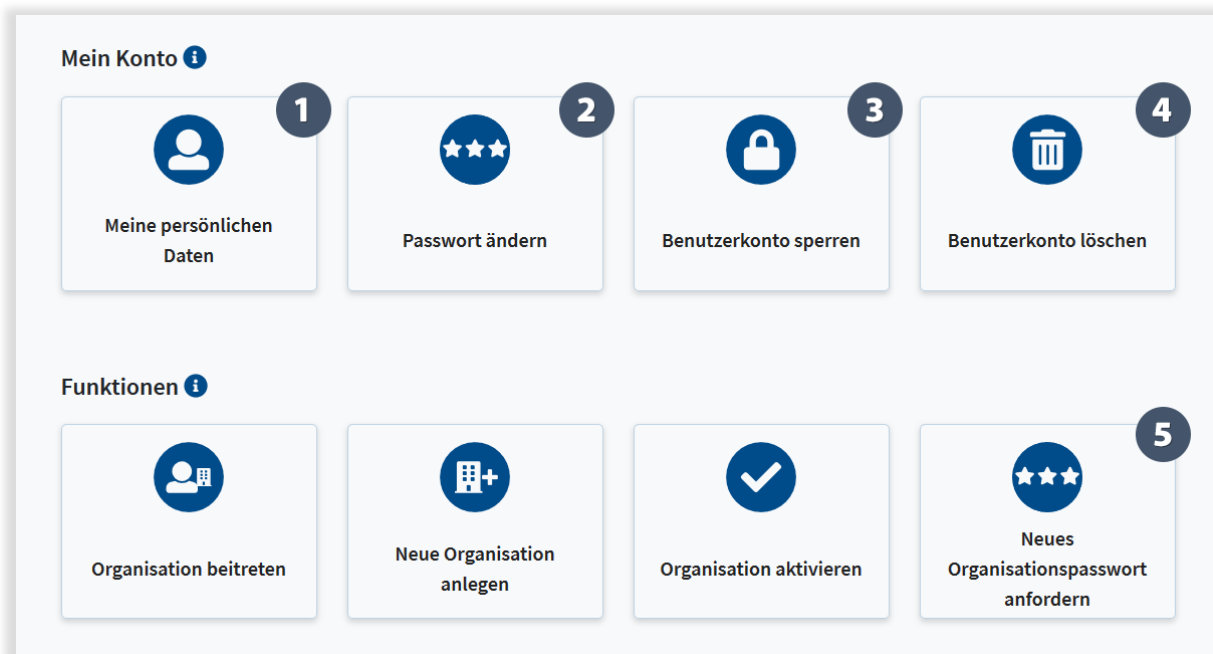 Mein Konto
1
2
3
4
Meine persönlichen
Daten
Passwort ändern
Benutzerkonto sperren
Benutzerkonto löschen
Funktionen
5
Organisation beitreten
Neue Organisation
anlegen
Organisation aktivieren
Neues
Organisationspasswort
anfordern